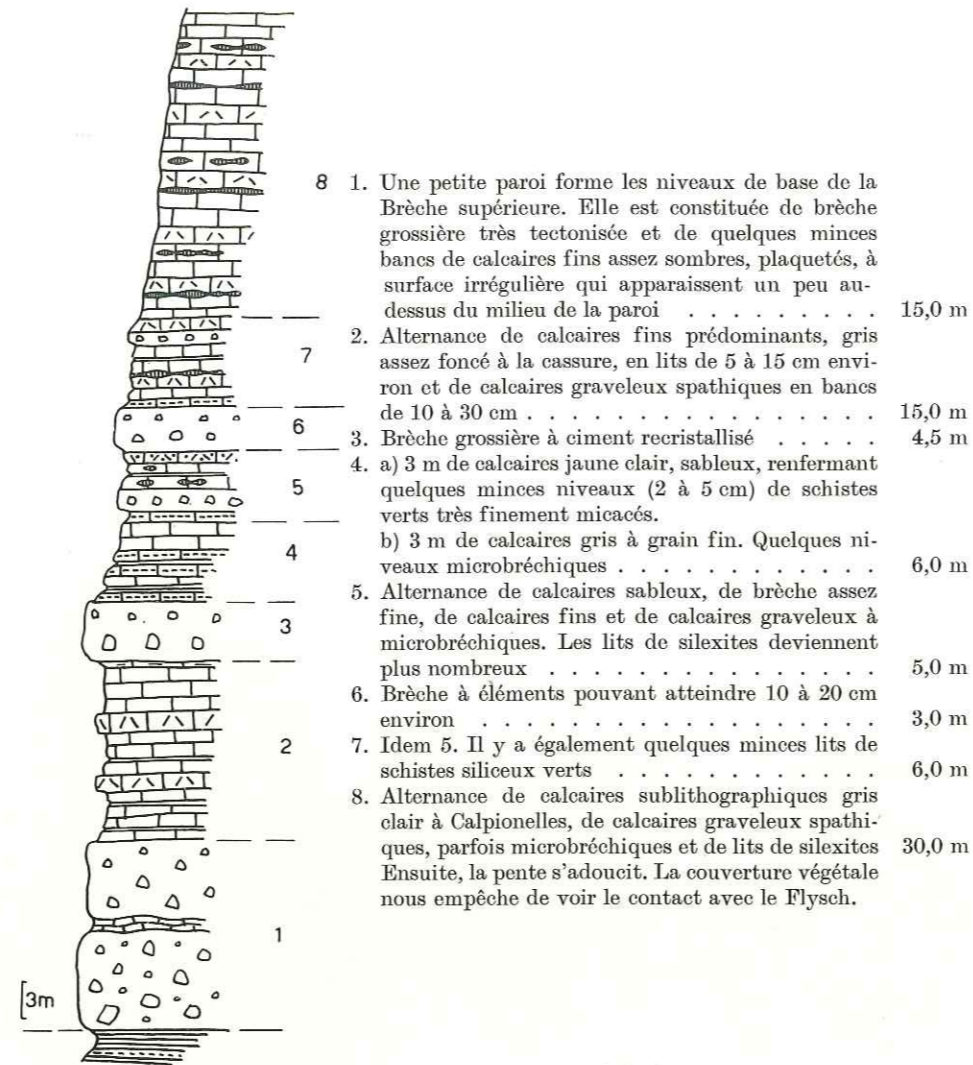 8
7
6
5
4
3
2
1
3m
1. Une petite paroi forme les niveaux de base de la
Brèche supérieure. Elle est constituée de brèche
grossière très tectonisée et de quelques minces
bancs de calcaires fins assez sombres, plaquetés, à
surface irrégulière qui apparaissent un peu au-
dessus du milieu de la paroi . . . . . . . . . 15,0 m
2. Alternance de calcaires fins prédominants, gris
assez foncé à la cassure, en lits de 5 à 15 cm envi-
ron et de calcaires graveleux spathiques en bancs
de 10 à 30 cm . . . . . . . . . . . . . . . . 15,0 m
3. Brèche grossière à ciment recristallisé . . . . . 4,5 m
4. a) 3 m de calcaires jaune clair, sableux, renfermant
quelques minces niveaux (2 à 5 cm) de schistes
verts très finement micacés.
b) 3 m de calcaires gris à grain fin. Quelques ni-
veaux microbréchiques . . . . . . . . . . . . 6,0 m
5. Alternance de calcaires sableux, de brèche assez
fine, de calcaires fins et de calcaires graveleux à
microbréchiques. Les lits de silexites deviennent
plus nombreux . . . . . . . . . . . . . . . 5,0 m
6. Brèche à éléments pouvant atteindre 10 à 20 cm
environ . . . . . . . . . . . . . . . . . . 3,0 m
7. Idem 5. Il y a également quelques minces lits de
schistes siliceux verts . . . . . . . . . . . . 6,0 m
8. Alternance de calcaires sublithographiques gris
clair à Calpionelles, de calcaires graveleux spathi-
ques, parfois microbréchiques et de lits de silexites 30,0 m
Ensuite, la pente s'adoucit. La couverture végétale
nous empêche de voir le contact avec le Flysch.